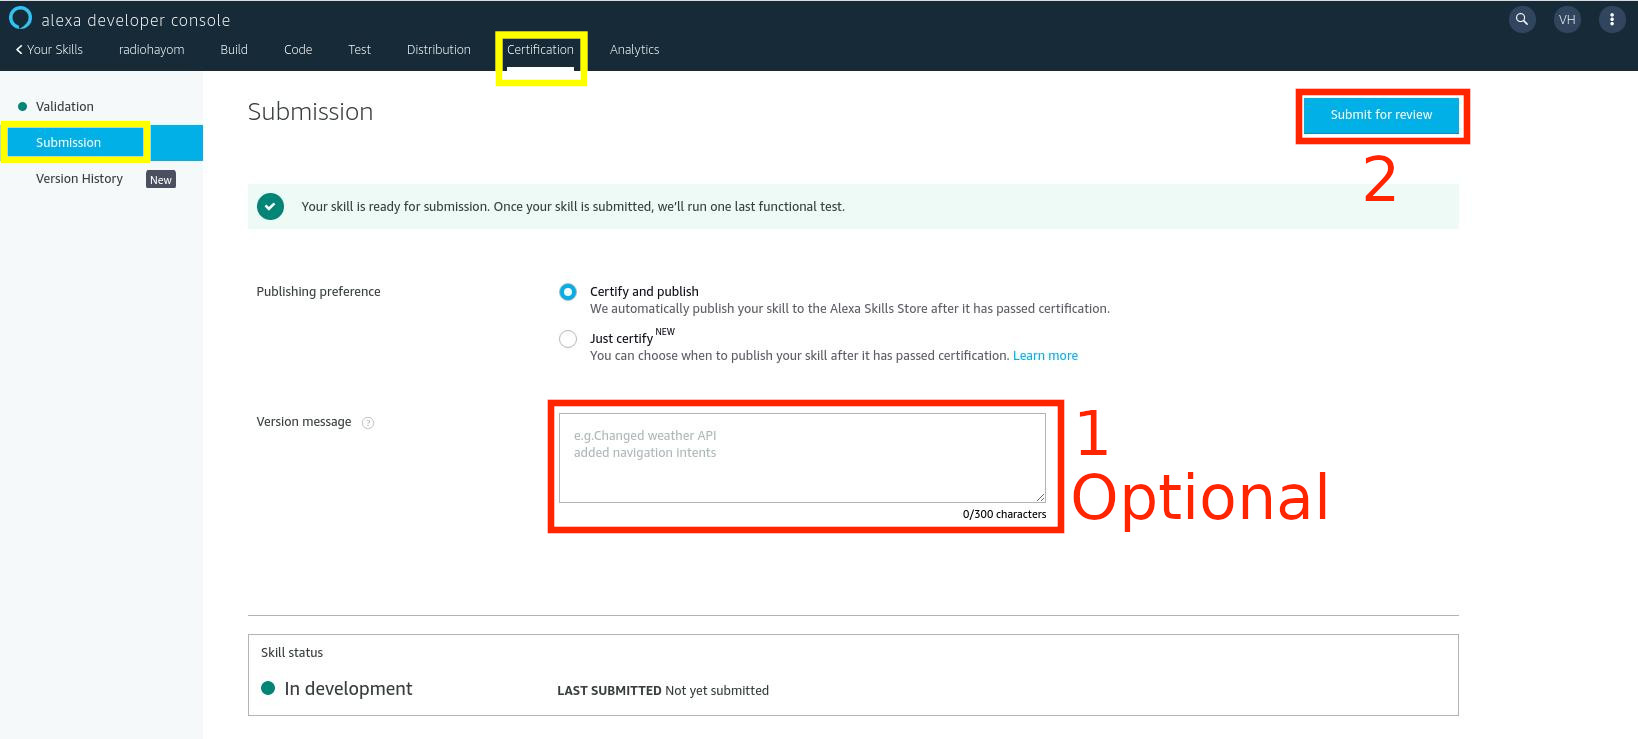 alexa developer console
VH
Your Skills radiohayom Build Code Test Distribution Certification Analytics
Validation
Submission
Version History New
Submission
Submit for review
2
Your skill is ready for submission. Once your skill is submitted, we'll run one last functional test.
Publishing preference
Certify and publish
We automatically publish your skill to the Alexa Skills Store after it has passed certification.
Just certify NEW
You can choose when to publish your skill after it has passed certification. Learn more
Version message ?
e.g.Changed weather API
added navigation intents
0/300 characters
1
Optional
Skill status
In development
LAST SUBMITTED Not yet submitted